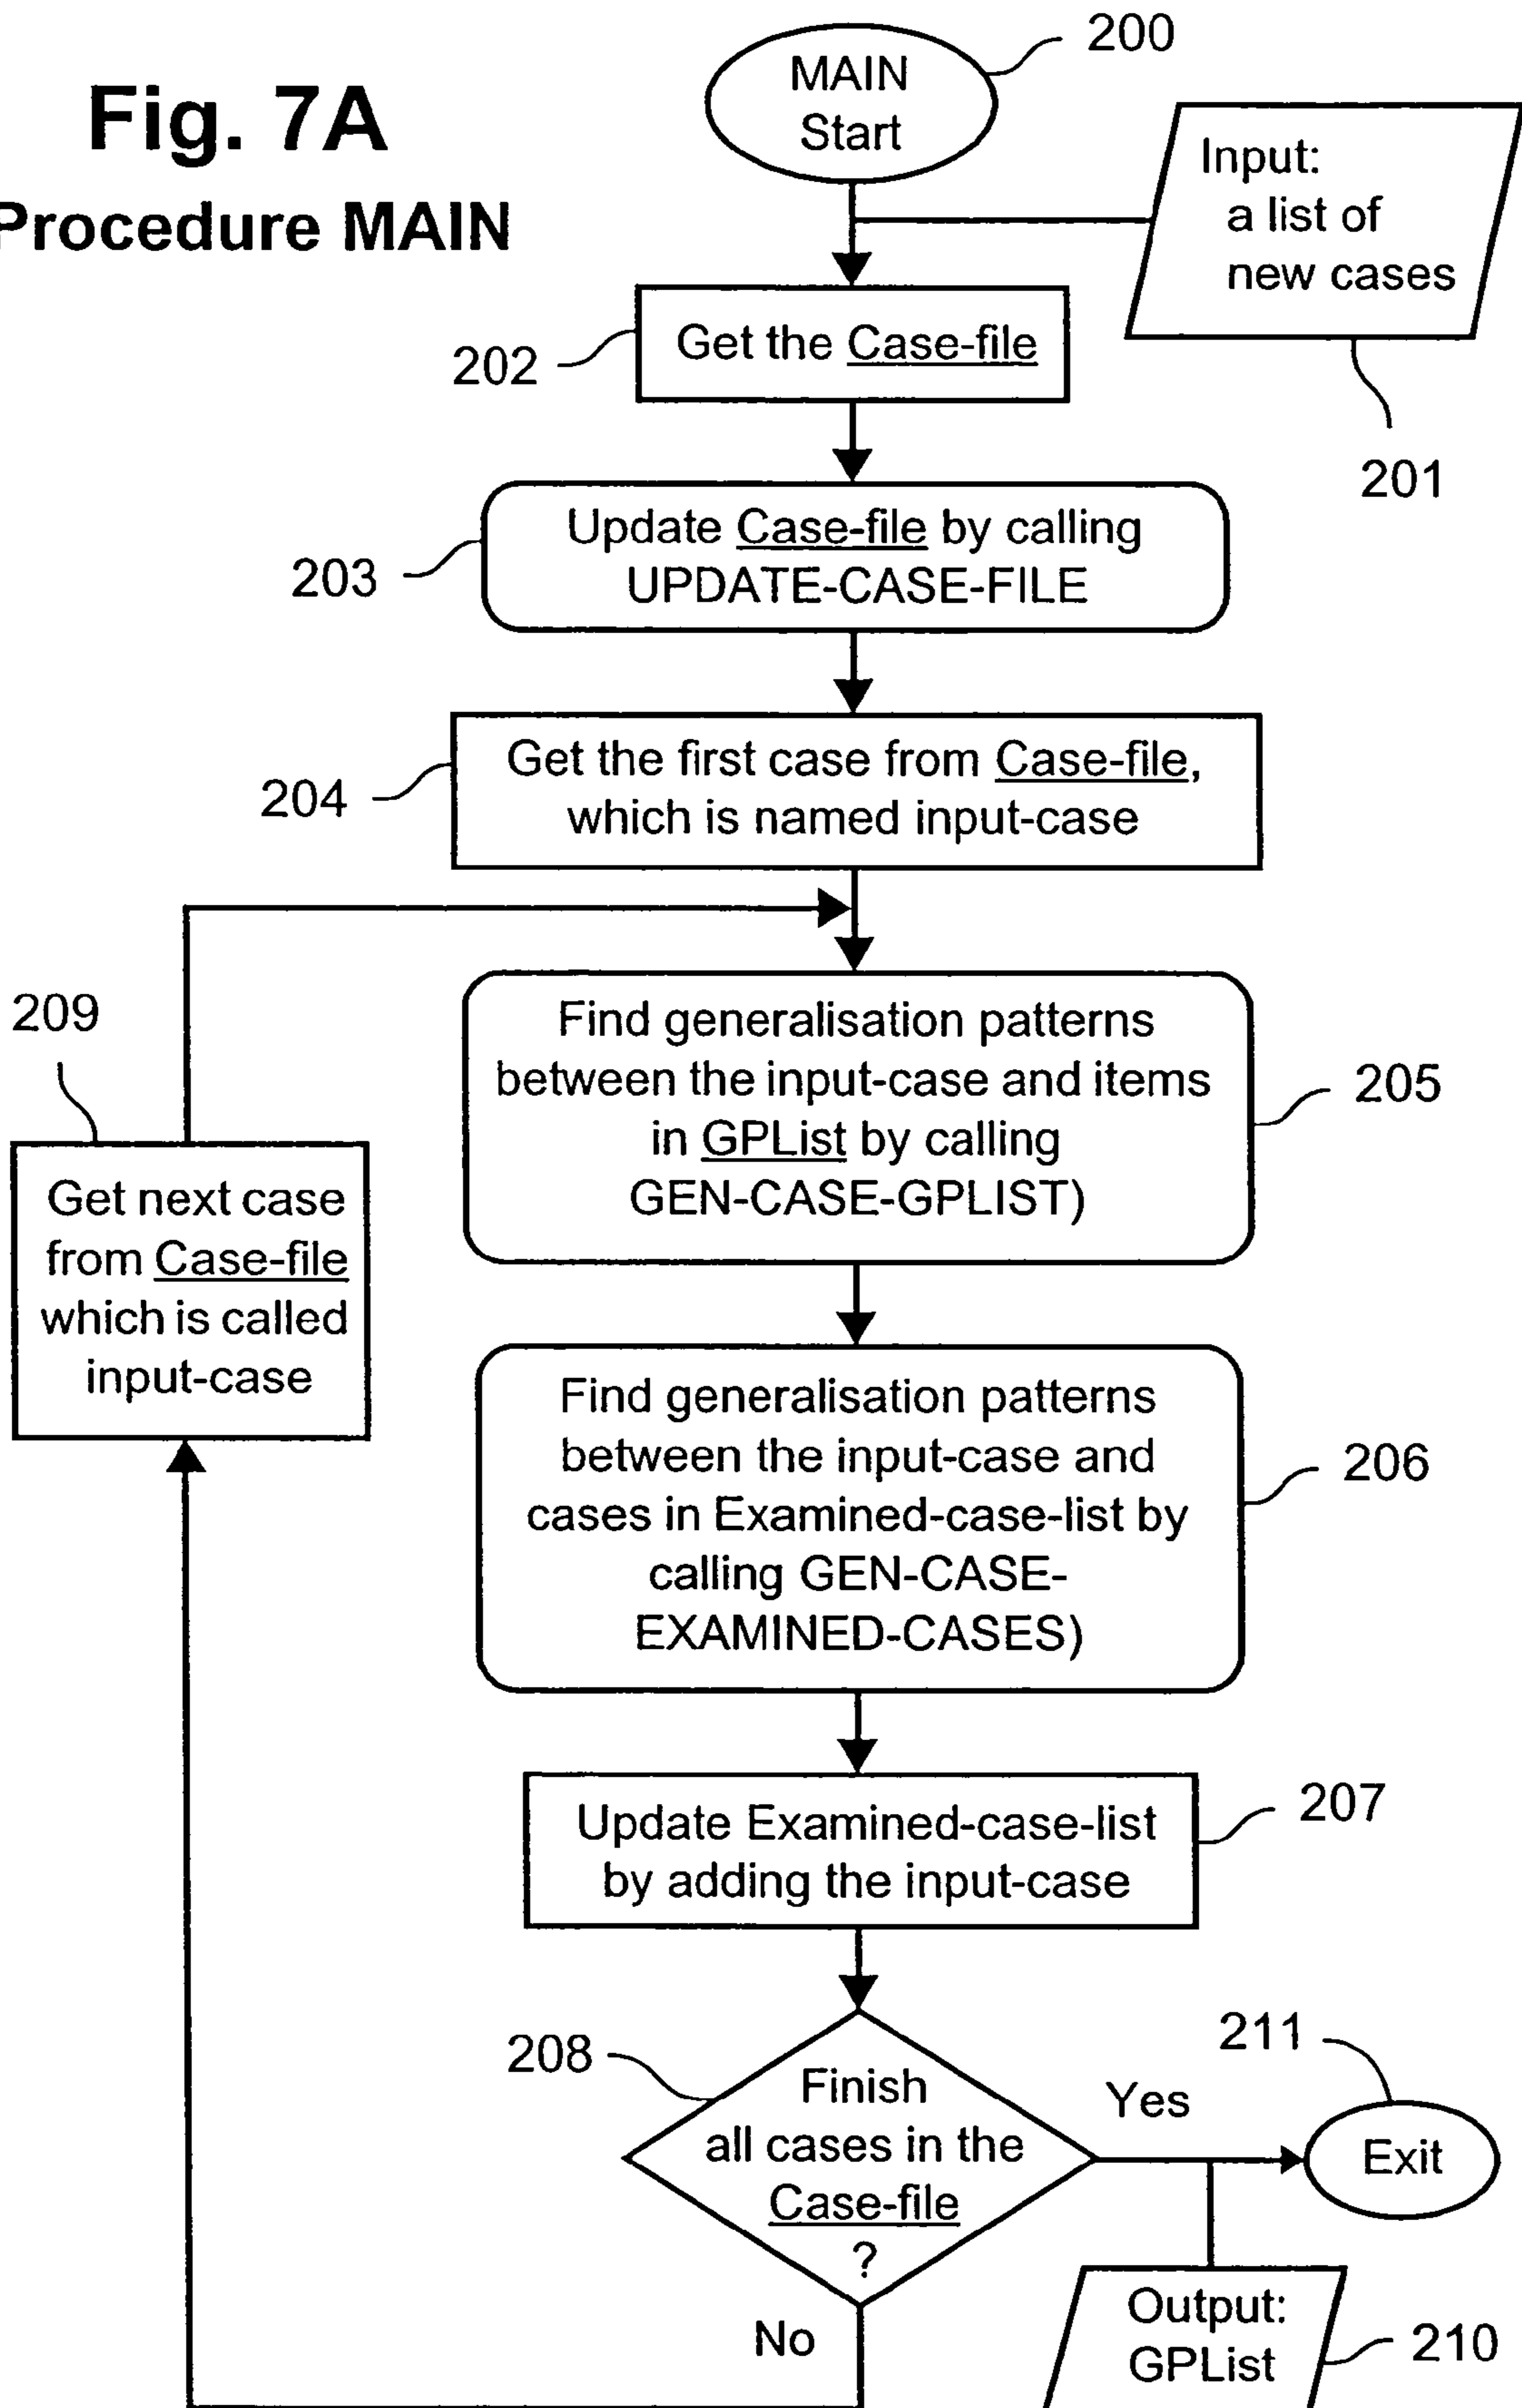 Fig. 7A
Procedure MAIN
200
MAIN
Start
Input:
a list of
new cases
201
202
Get the Case-file
203
Update Case-file by calling
UPDATE-CASE-FILE
204
Get the first case from Case-file,
which is named input-case
209
Get next case
from Case-file
which is called
input-case
Find generalisation patterns
between the input-case and items
in GPList by calling
GEN-CASE-GPLIST)
205
Find generalisation patterns
between the input-case and
cases in Examined-case-list by
calling GEN-CASE-
EXAMINED-CASES)
206
Update Examined-case-list
by adding the input-case
207
208
Finish
all cases in the
Case-file
?
Yes
211
Exit
No
Output:
GPList
210